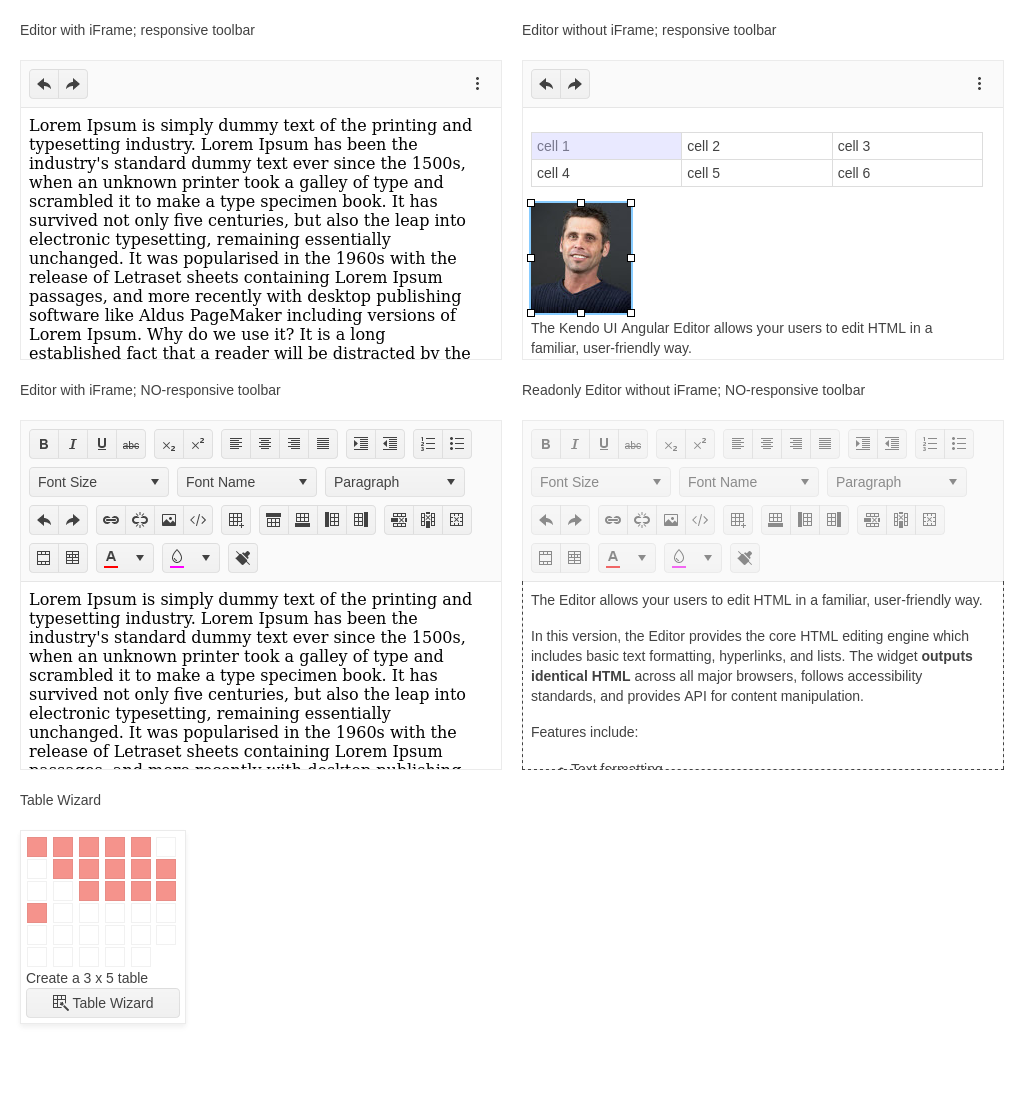 Editor with iFrame; responsive toolbar
Editor without iFrame; responsive toolbar
Lorem Ipsum is simply dummy text of the printing and
typesetting industry. Lorem Ipsum has been the
industry's standard dummy text ever since the 1500s,
when an unknown printer took a galley of type and
scrambled it to make a type specimen book. It has
survived not only five centuries, but also the leap into
electronic typesetting, remaining essentially
unchanged. It was popularised in the 1960s with the
release of Letraset sheets containing Lorem Ipsum
passages, and more recently with desktop publishing
software like Aldus PageMaker including versions of
Lorem Ipsum. Why do we use it? It is a long
established fact that a reader will be distracted by the
cell 1 cell 2 cell 3
cell 4 cell 5 cell 6
The Kendo UI Angular Editor allows your users to edit HTML in a
familiar, user-friendly way.
Editor with iFrame; NO-responsive toolbar
B I U abc x₂ x²
Font Size Font Name Paragraph
A
Lorem Ipsum is simply dummy text of the printing and
typesetting industry. Lorem Ipsum has been the
industry's standard dummy text ever since the 1500s,
when an unknown printer took a galley of type and
scrambled it to make a type specimen book. It has
survived not only five centuries, but also the leap into
electronic typesetting, remaining essentially
unchanged. It was popularised in the 1960s with the
release of Letraset sheets containing Lorem Ipsum
passages, and more recently with desktop publishing
Readonly Editor without iFrame; NO-responsive toolbar
B I U abc x₂ x²
Font Size Font Name Paragraph
A
The Editor allows your users to edit HTML in a familiar, user-friendly way.
In this version, the Editor provides the core HTML editing engine which
includes basic text formatting, hyperlinks, and lists. The widget outputs
identical HTML across all major browsers, follows accessibility
standards, and provides API for content manipulation.
Features include:
Text formatting
Table Wizard
Create a 3 x 5 table
Table Wizard